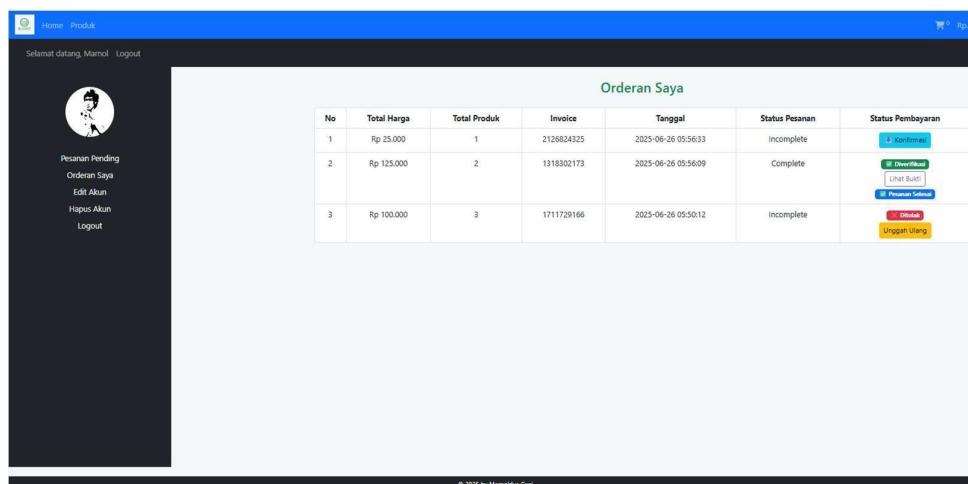 Home Produk 0 Rp.
Selamat datang, Marnol Logout
Pesanan Pending
Orderan Saya
Edit Akun
Hapus Akun
Logout
Orderan Saya
No Total Harga Total Produk Invoice Tanggal Status Pesanan Status Pembayaran
1 Rp 25.000 1 2126824325 2025-06-26 05:56:33 Incomplete Konfirmasi
2 Rp 125.000 2 1318302173 2025-06-26 05:56:09 Complete Diverifikasi
Lihat Bukti
Pesanan Selesai
3 Rp 100.000 3 1711729166 2025-06-26 05:50:12 Incomplete Ditolak
Unggah Ulang
© 2025 by